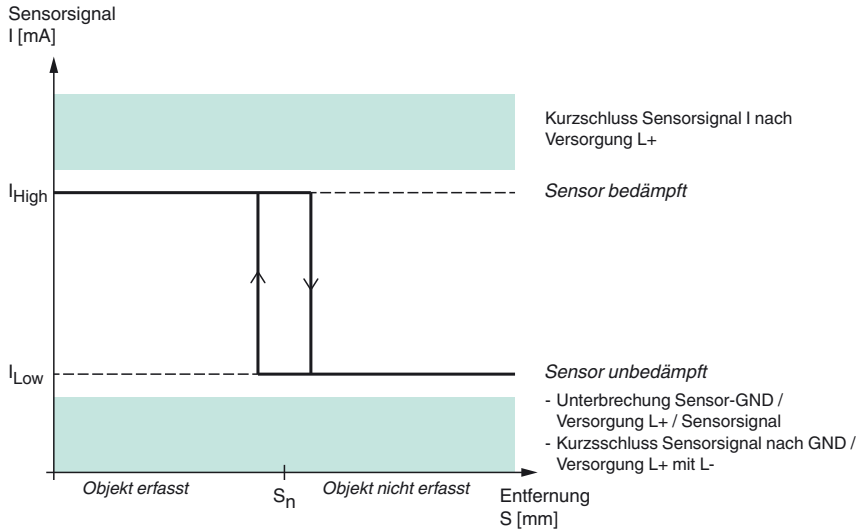 Sensorsignal
I [mA]
Kurzschluss Sensorsignal I nach
Versorgung L+
IHigh
Sensor bedämpft
ILow
Sensor unbedämpft
- Unterbrechung Sensor-GND /
Versorgung L+ / Sensorsignal
- Kurzsschluss Sensorsignal nach GND /
Versorgung L+ mit L-
Objekt erfasst
Sn
Objekt nicht erfasst
Entfernung
S [mm]